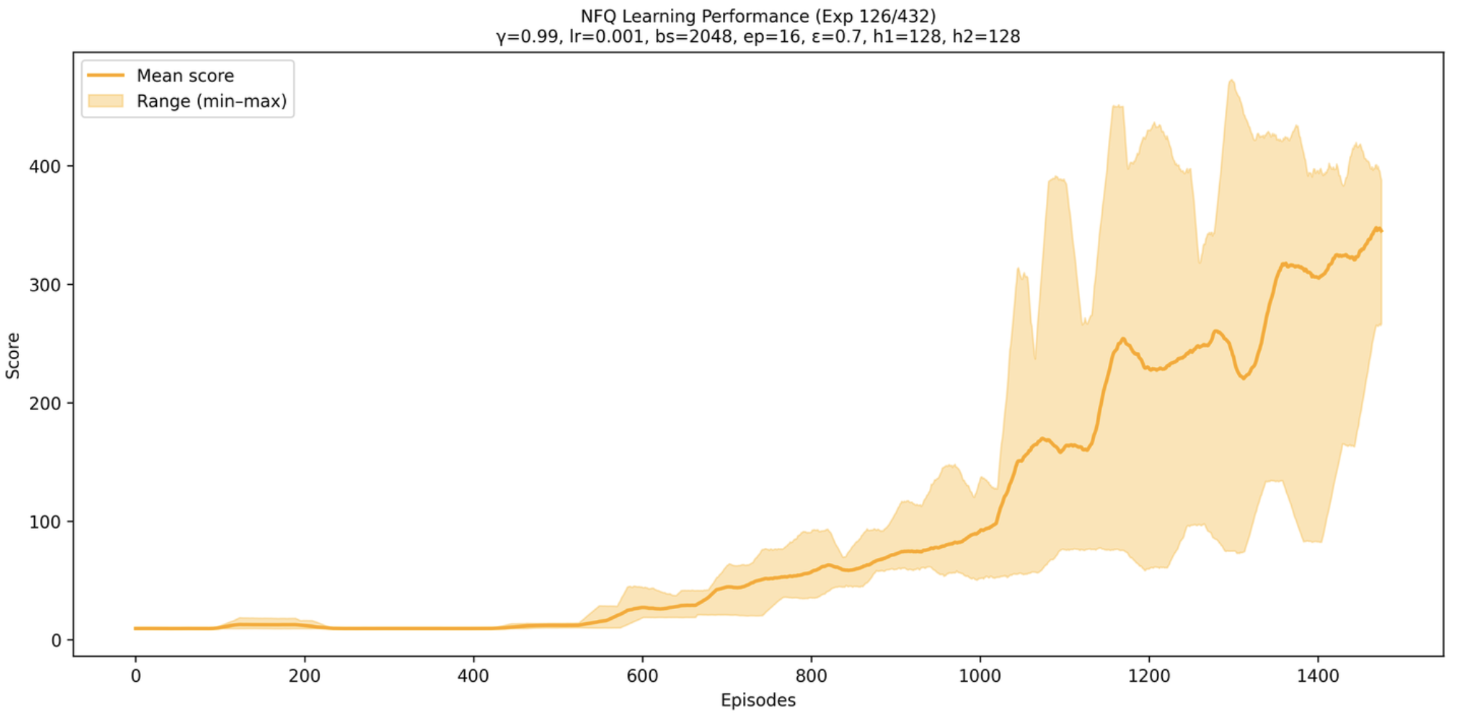 NFQ Learning Performance (Exp 126/432)
γ=0.99, lr=0.001, bs=2048, ep=16, ε=0.7, h1=128, h2=128
Mean score
Range (min–max)
Score
400
300
200
100
0
0 200 400 600 800 1000 1200 1400
Episodes